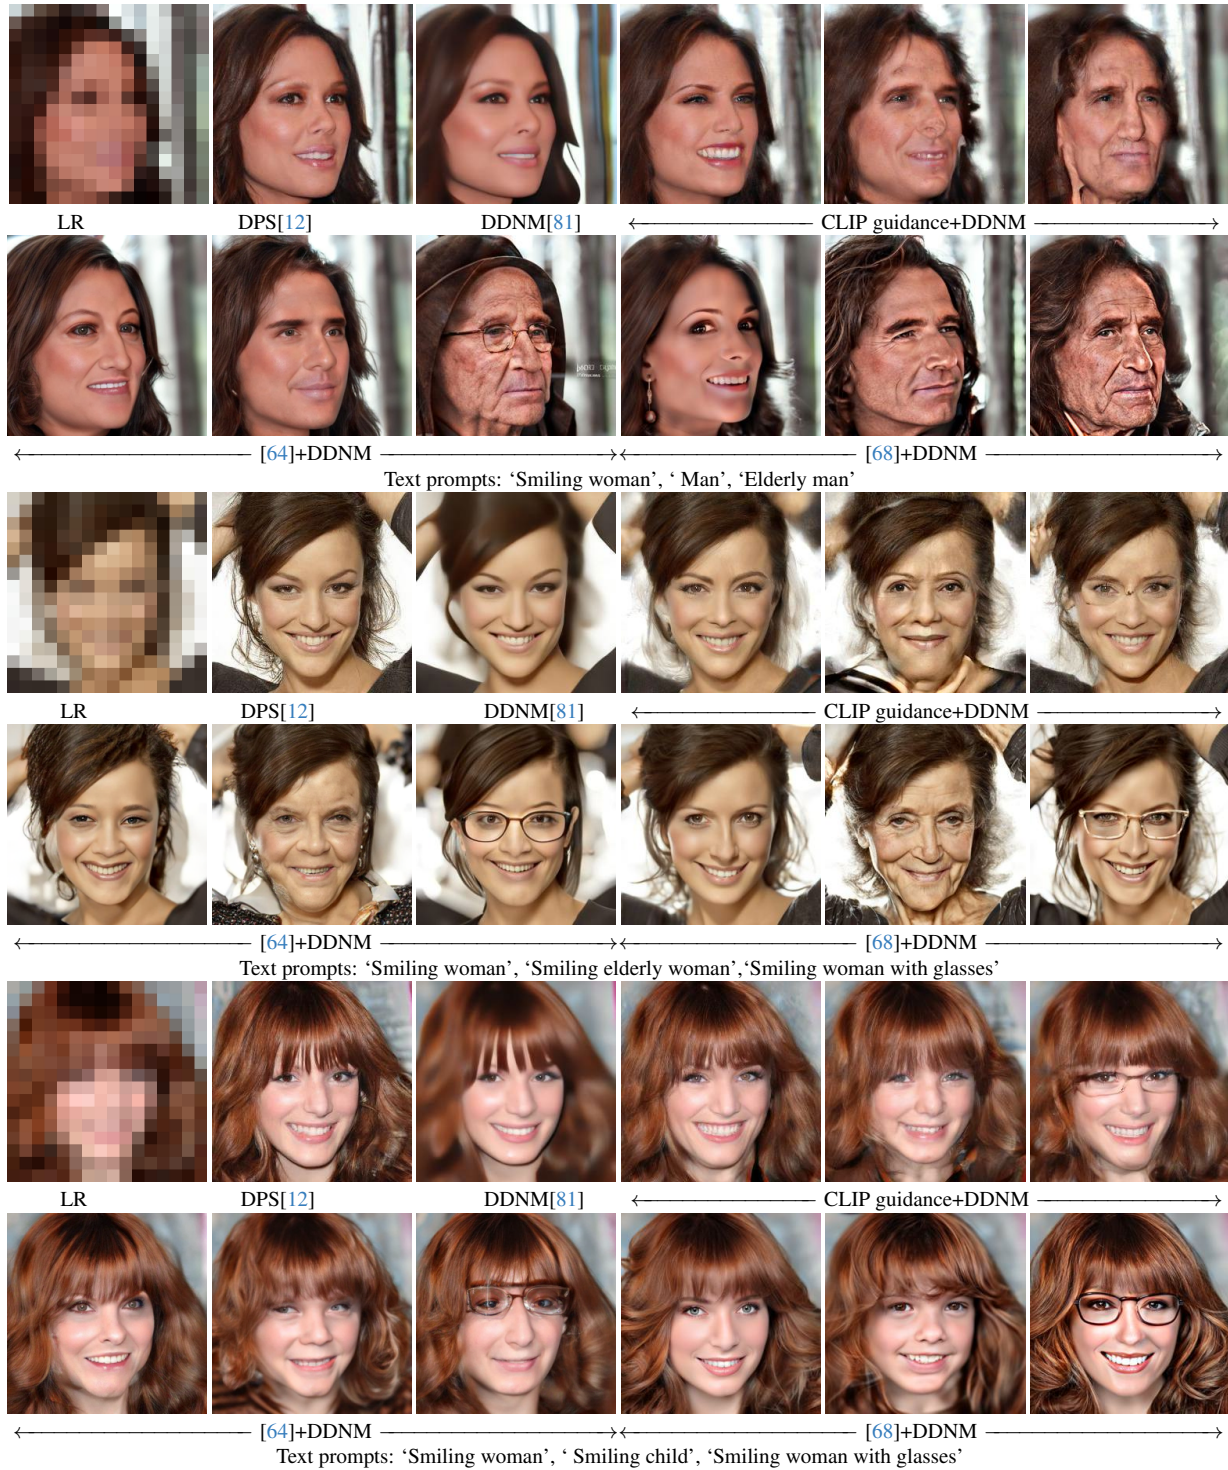 LR DPS[12] DDNM[81] CLIP guidance+DDNM
[64]+DDNM [68]+DDNM
Text prompts: ‘Smiling woman’, ‘ Man’, ‘Elderly man’
LR DPS[12] DDNM[81] CLIP guidance+DDNM
[64]+DDNM [68]+DDNM
Text prompts: ‘Smiling woman’, ‘Smiling elderly woman’,‘Smiling woman with glasses’
LR DPS[12] DDNM[81] CLIP guidance+DDNM
[64]+DDNM [68]+DDNM
Text prompts: ‘Smiling woman’, ‘ Smiling child’, ‘Smiling woman with glasses’